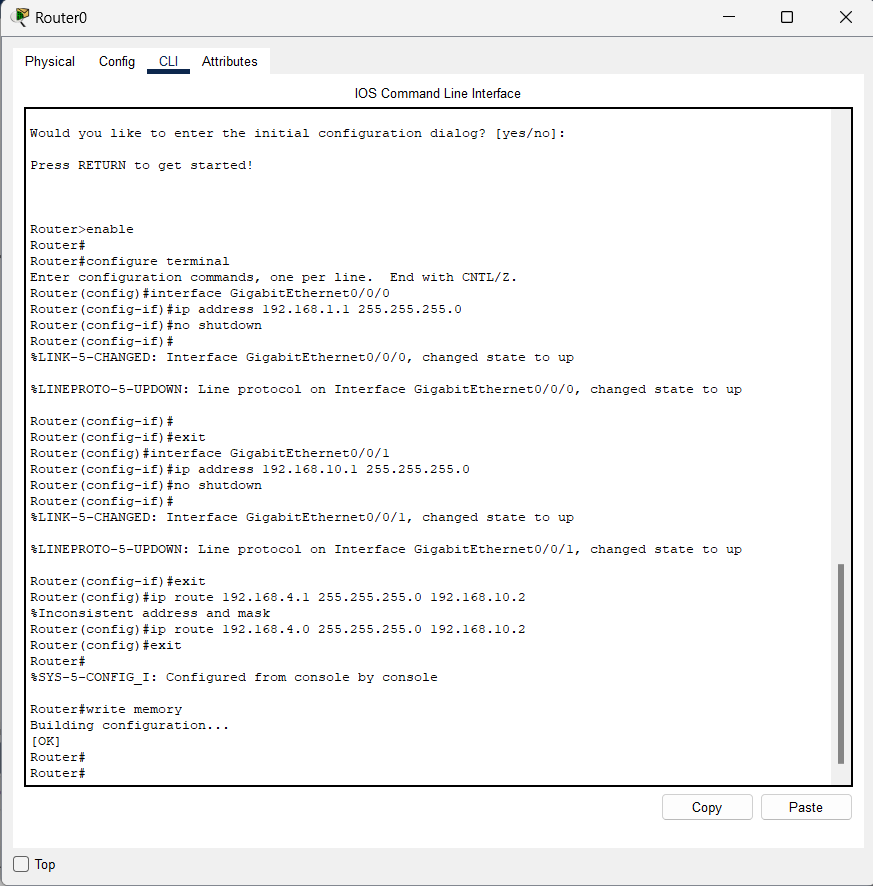 Router0
Physical Config CLI Attributes
IOS Command Line Interface
Would you like to enter the initial configuration dialog? [yes/no]:
Press RETURN to get started!
Router>enable
Router#
Router#configure terminal
Enter configuration commands, one per line.  End with CNTL/Z.
Router(config)#interface GigabitEthernet0/0/0
Router(config-if)#ip address 192.168.1.1 255.255.255.0
Router(config-if)#no shutdown
Router(config-if)#
%LINK-5-CHANGED: Interface GigabitEthernet0/0/0, changed state to up
%LINEPROTO-5-UPDOWN: Line protocol on Interface GigabitEthernet0/0/0, changed state to up
Router(config-if)#
Router(config-if)#exit
Router(config)#interface GigabitEthernet0/0/1
Router(config-if)#ip address 192.168.10.1 255.255.255.0
Router(config-if)#no shutdown
Router(config-if)#
%LINK-5-CHANGED: Interface GigabitEthernet0/0/1, changed state to up
%LINEPROTO-5-UPDOWN: Line protocol on Interface GigabitEthernet0/0/1, changed state to up
Router(config-if)#exit
Router(config)#ip route 192.168.4.1 255.255.255.0 192.168.10.2
%Inconsistent address and mask
Router(config)#ip route 192.168.4.0 255.255.255.0 192.168.10.2
Router(config)#exit
Router#
%SYS-5-CONFIG_I: Configured from console by console
Router#write memory
Building configuration...
[OK]
Router#
Router#
Copy Paste
Top